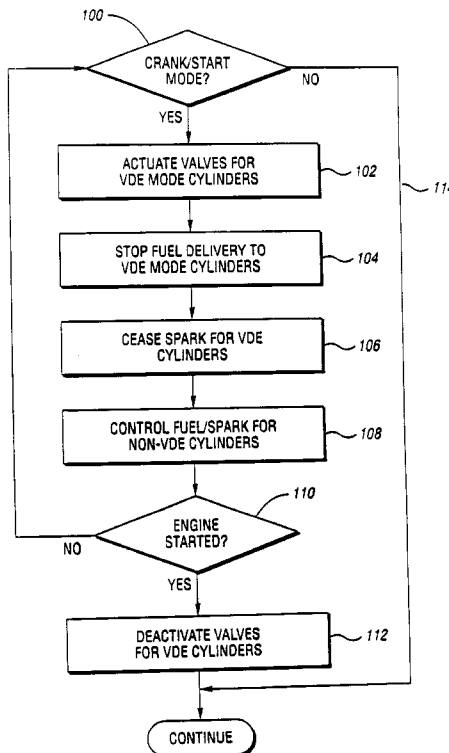 100
CRANK/START
MODE?
NO
YES
ACTUATE VALVES FOR
VDE MODE CYLINDERS
102
114
STOP FUEL DELIVERY TO
VDE MODE CYLINDERS
104
CEASE SPARK FOR VDE
CYLINDERS
106
CONTROL FUEL/SPARK FOR
NON-VDE CYLINDERS
108
110
ENGINE
STARTED?
NO
YES
DEACTIVATE VALVES
FOR VDE CYLINDERS
112
CONTINUE